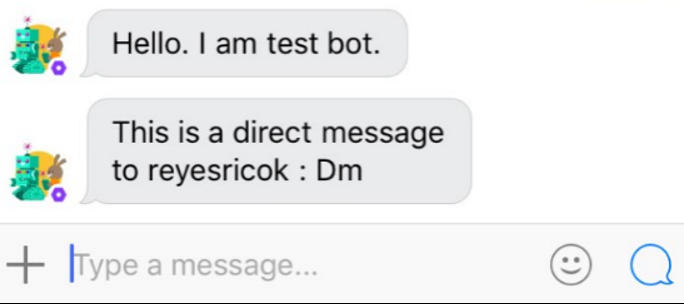 Hello. I am test bot.
This is a direct message
to reyesricok : Dm
Type a message...